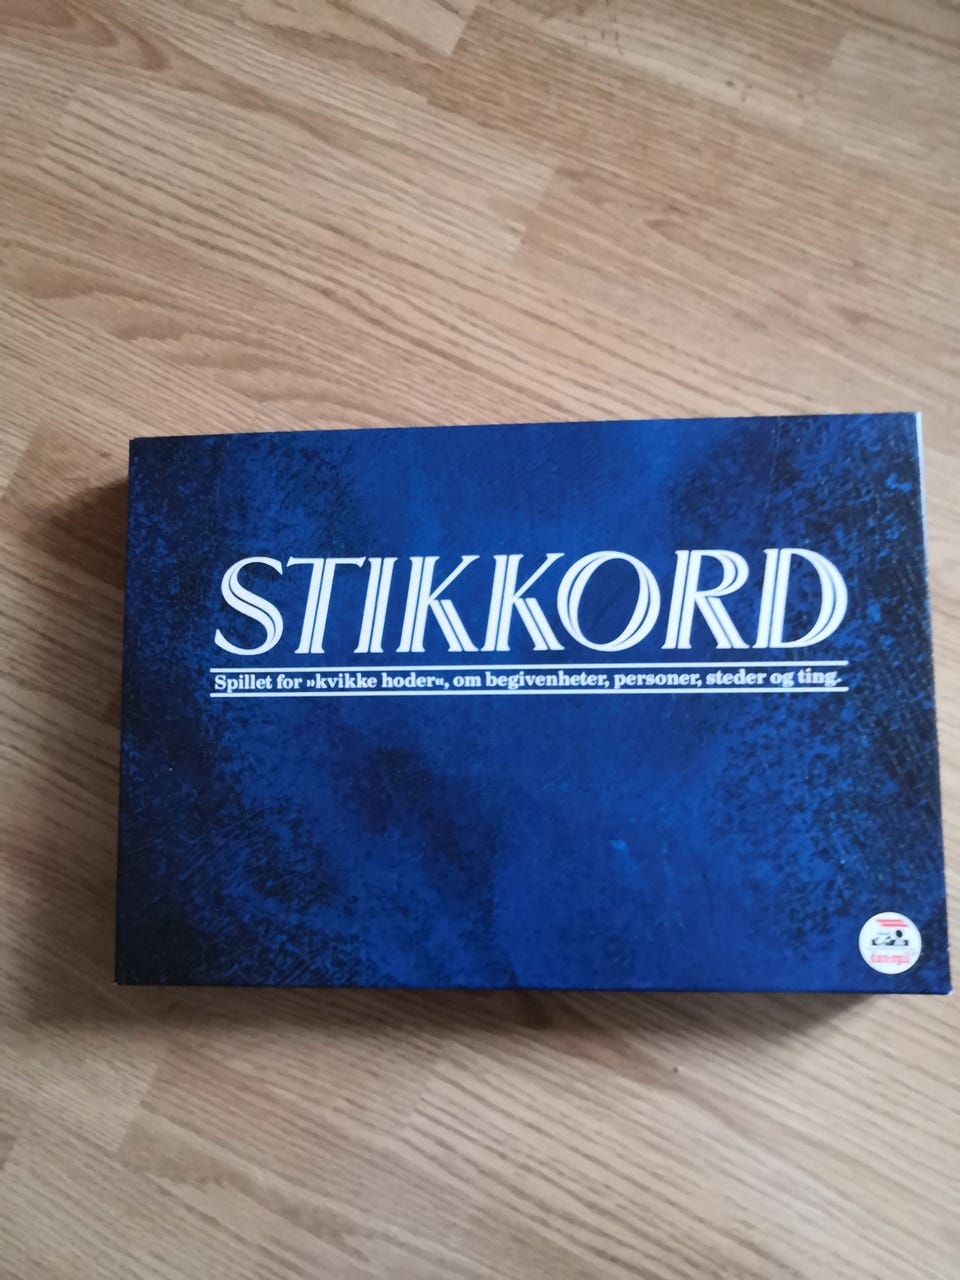 STIKKORD
Spillet for »kvikke hoder«, om begivenheter, personer, steder og ting.